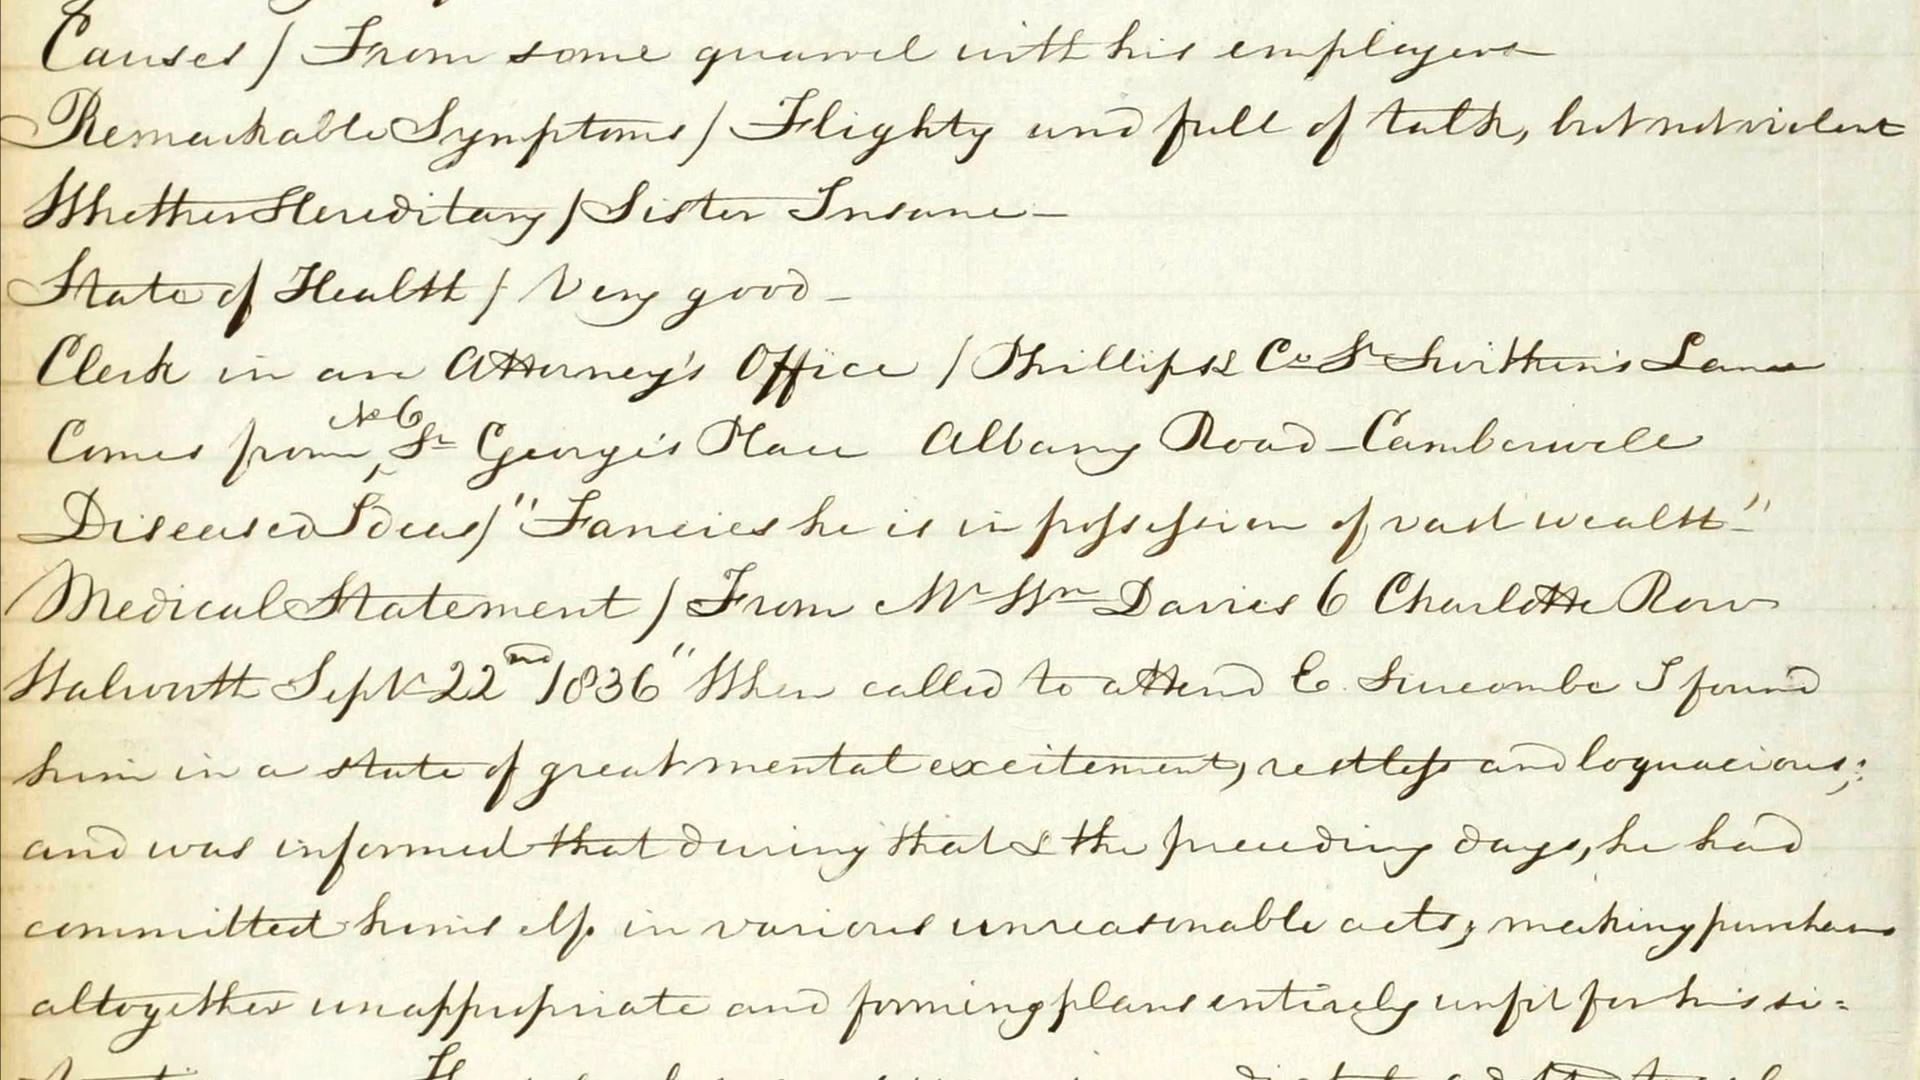 Causes / From some quarrel with his employers
Remarkable Symptoms / Flighty and full of talk, but not violent
Whether Hereditary / Sister Insane –
State of Health / Very good –
Clerk in an Attorney's Office / Phillips & Co St Swithin's Lane
Comes from No 6 St George's Place Albany Road – Camberwell
Diseased Ideas / "Fancies he is in possession of vast wealth –"
Medical Statement / From Mr Wm Davies 6 Charlotte Row
Walworth Septr 22nd 1836 "When called to attend E. Luscombe I found
him in a state of great mental excitement, restless and loquacious;
and was informed that during that & the preceding days, he had
committed himself in various unreasonable acts; making purchases
altogether unappropriate and forming plans entirely unfit for his si=